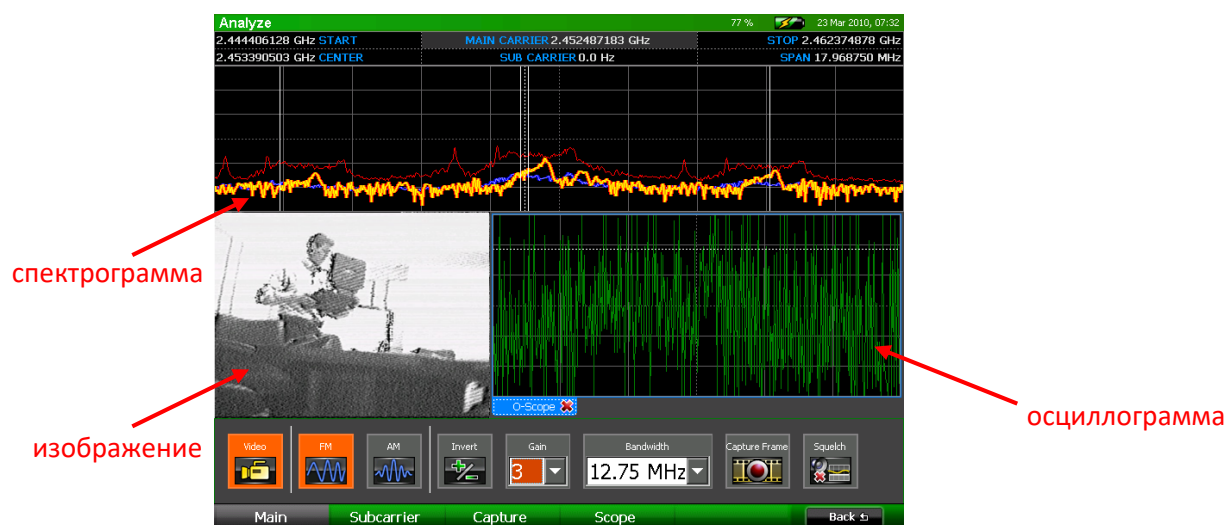 Analyze 77 % 23 Mar 2010, 07:32
2.444406128 GHz START MAIN CARRIER 2.452487183 GHz STOP 2.462374878 GHz
2.453390503 GHz CENTER SUB CARRIER 0.0 Hz SPAN 17.968750 MHz
спектрограмма
O-Scope
осциллограмма
изображение
Video FM AM Invert Gain Bandwidth Capture Frame Squelch
3 12.75 MHz
Main Subcarrier Capture Scope Back